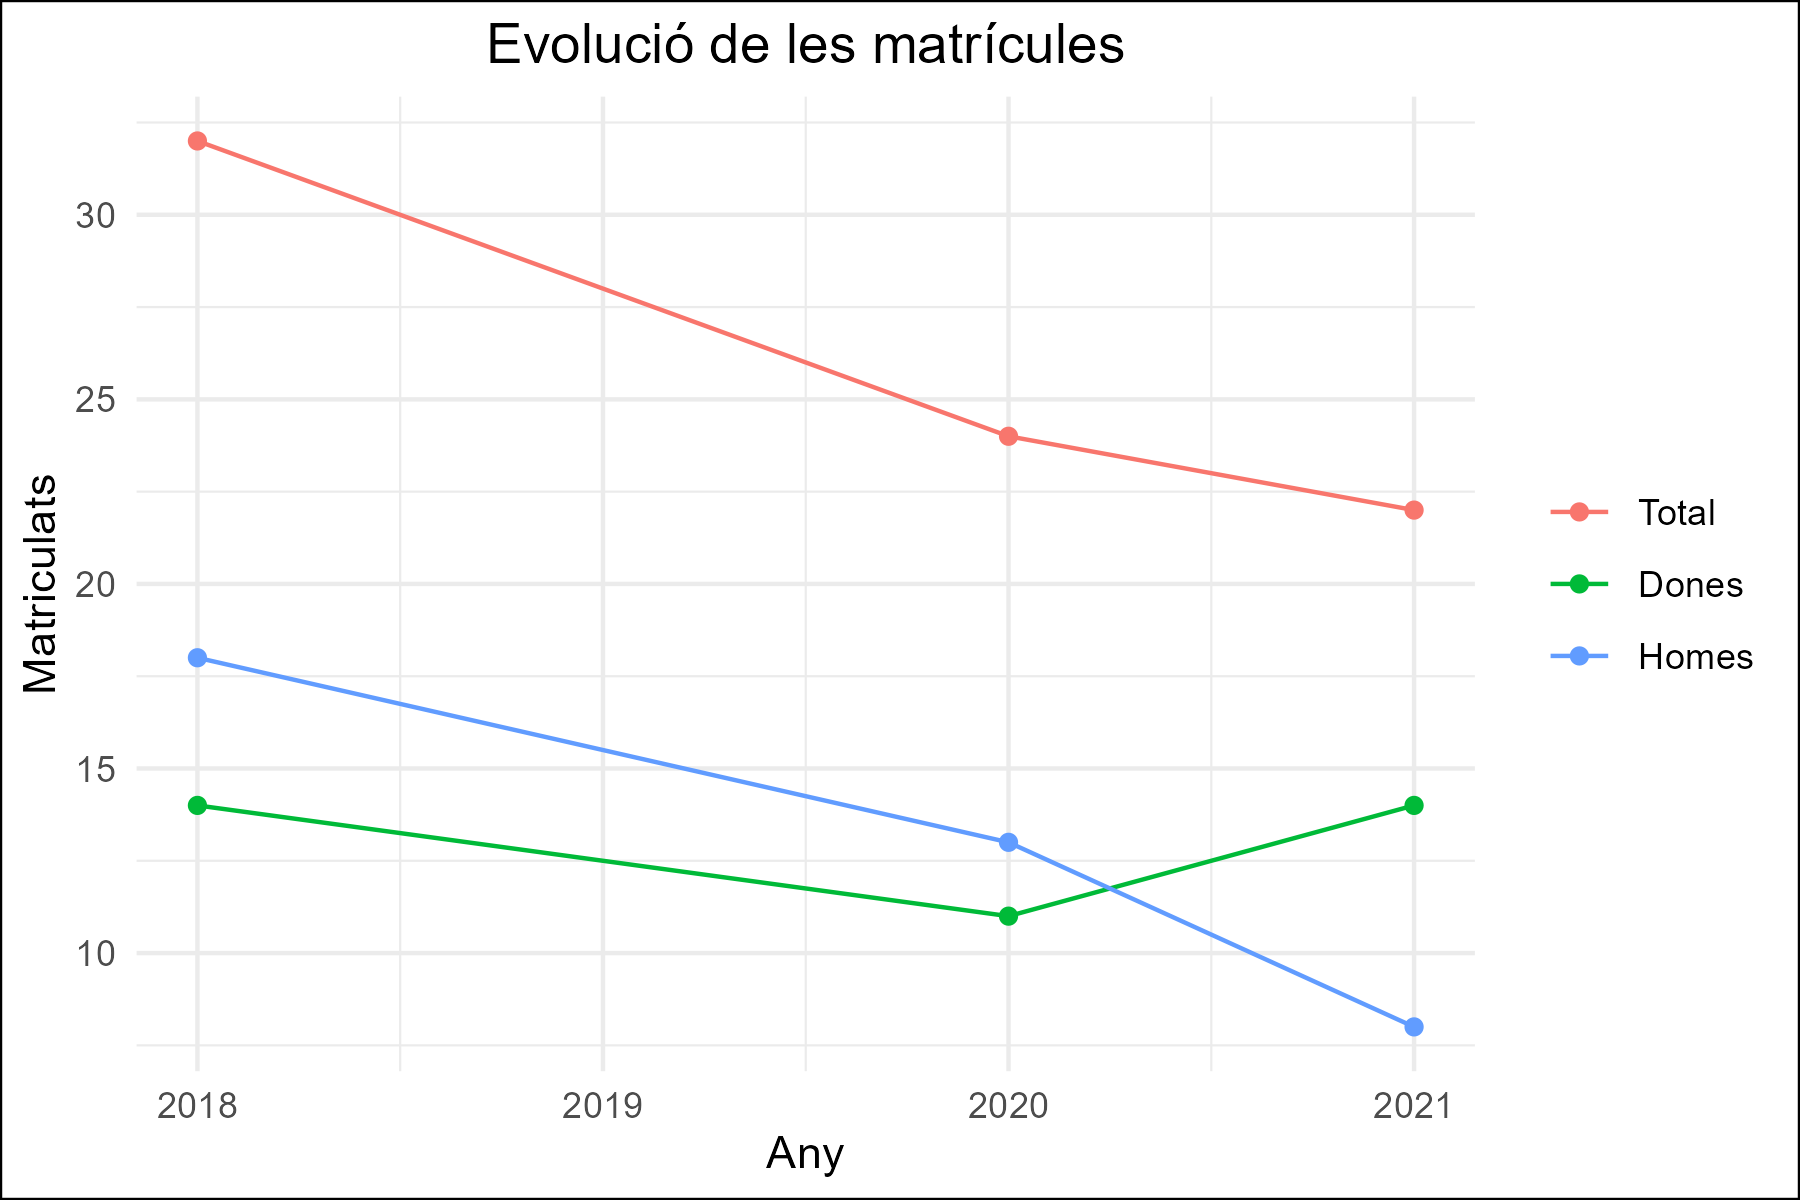 Evolució de les matrícules
Matriculats
30
25
20
15
10
2018
2019
2020
2021
Any
Total
Dones
Homes